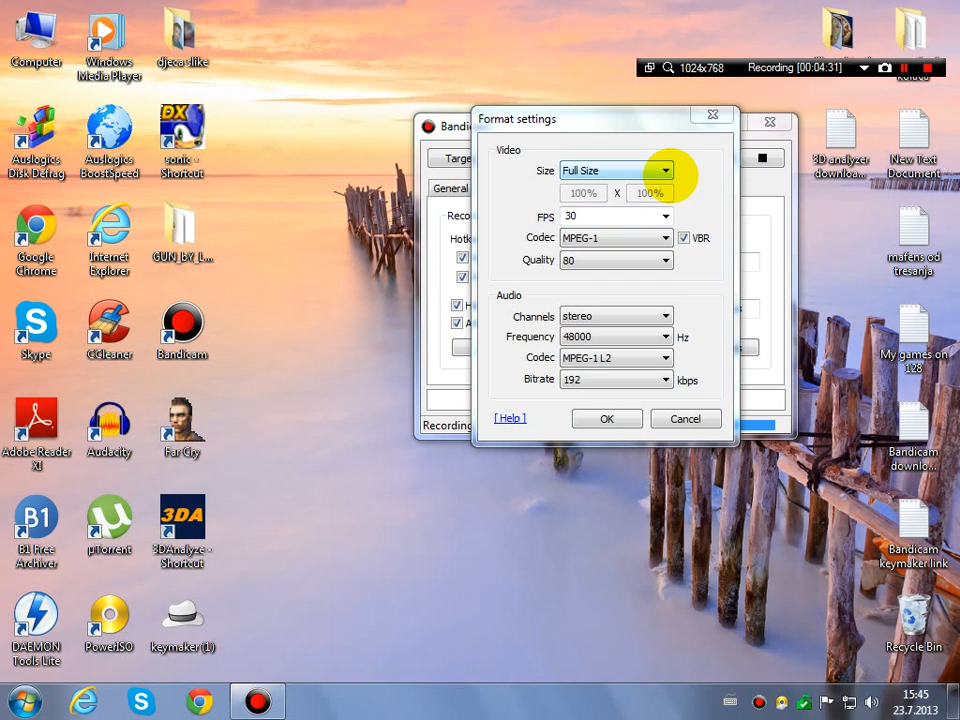 Computer
Windows
Media Player
djeca slike
1024x768
Recording [00:04:31]
Auslogics
Disk Defrag
Auslogics
BoostSpeed
DX
sonic -
Shortcut
3D analyzer
downloa...
New Text
Document
Format settings
Video
Size
Full Size
100%
X
100%
FPS
30
Codec
MPEG-1
VBR
Quality
80
Audio
Channels
stereo
Frequency
48000
Hz
Codec
MPEG-1 L2
Bitrate
192
kbps
[ Help ]
OK
Cancel
General
Google
Chrome
Internet
Explorer
GUN_BY_L...
mafens od
tresanja
Skype
CCleaner
Bandicam
My games on
128
Adobe Reader
XI
Audacity
Far Cry
Bandicam
downlo...
B1
B1 Free
Archiver
µTorrent
3DA
3DAnalyze -
Shortcut
Bandicam
keymaker link
DAEMON
Tools Lite
PowerISO
keymaker(1)
Recycle Bin
15:45
23.7.2013